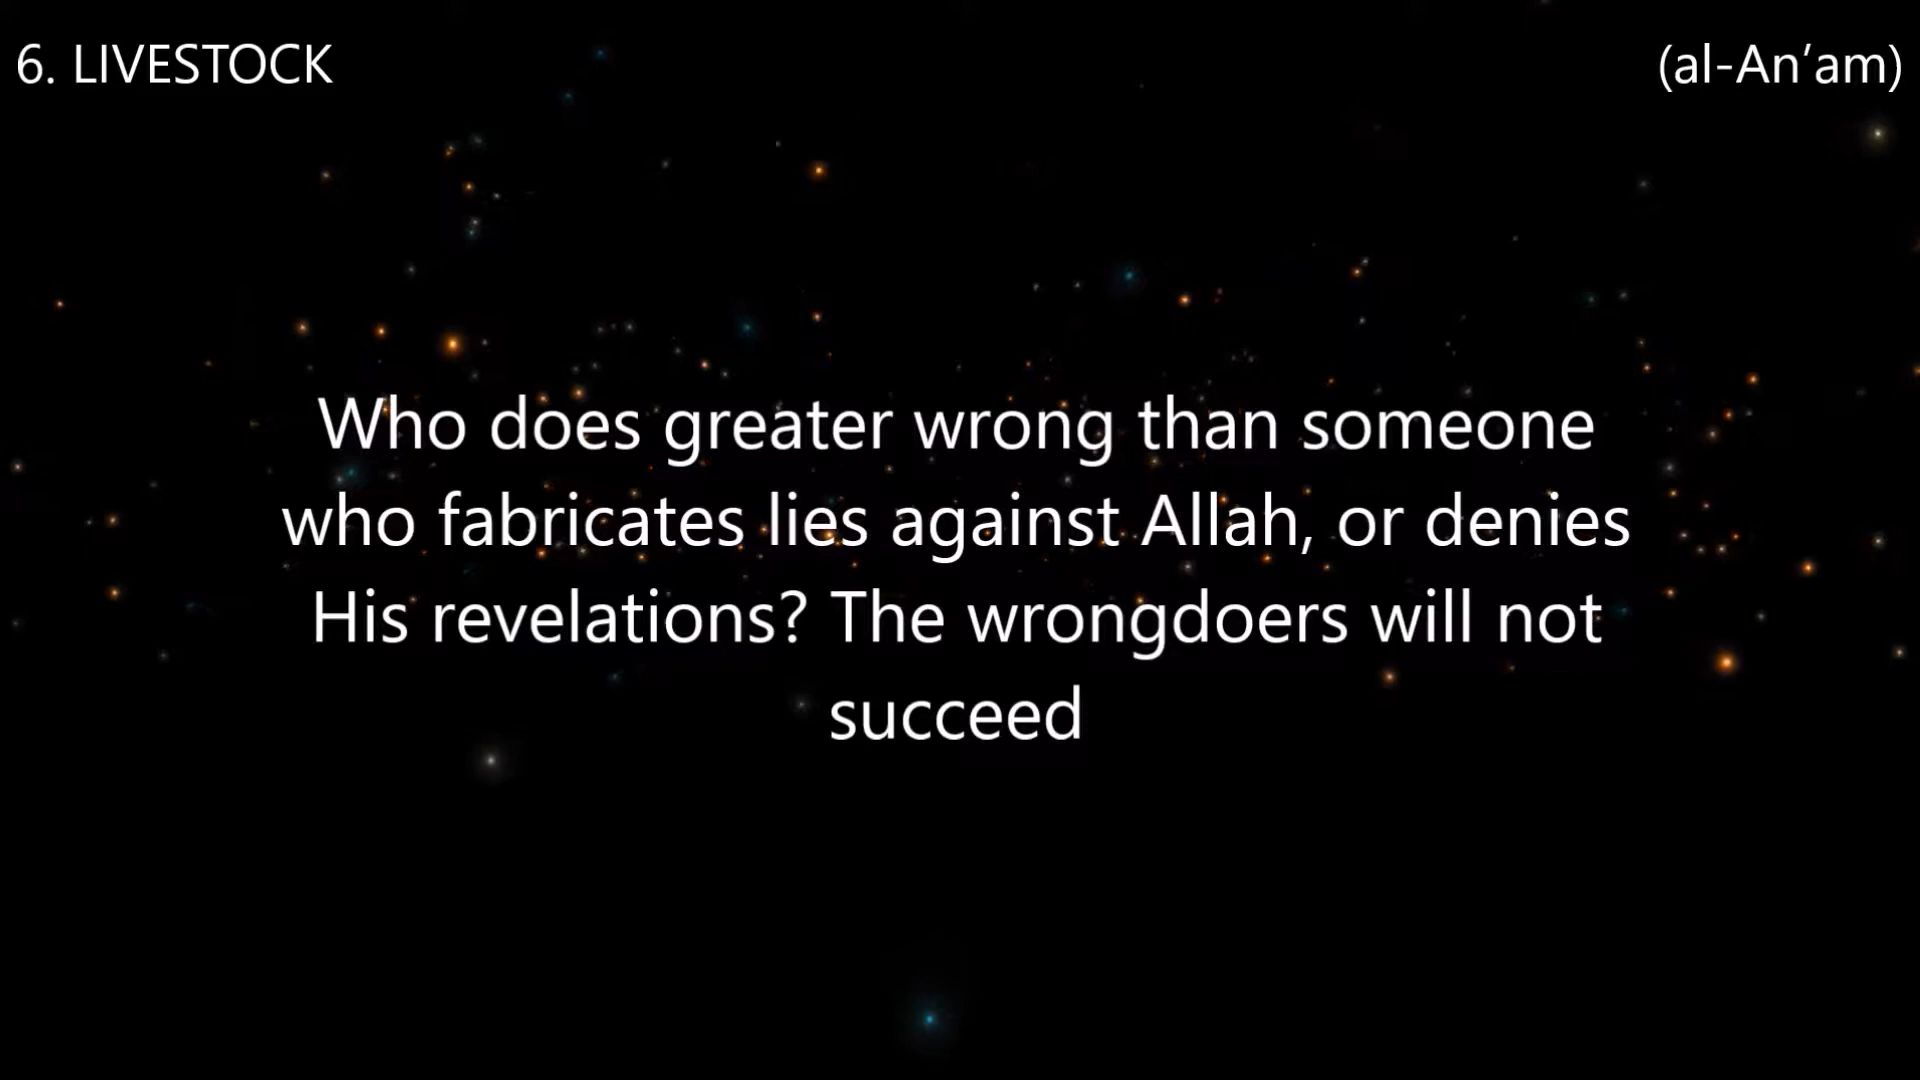 6. LIVESTOCK
(al-An’am)
Who does greater wrong than someone
who fabricates lies against Allah, or denies
His revelations? The wrongdoers will not
succeed